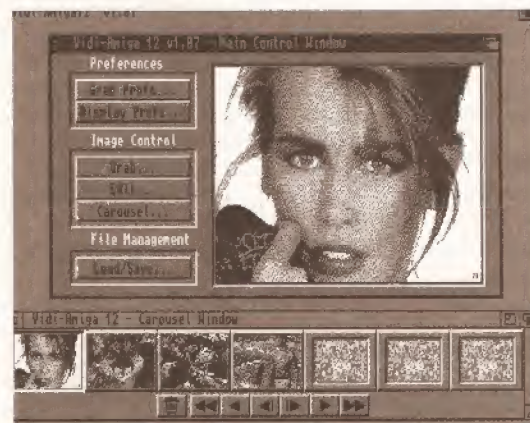 Vidi-Amiga 12 v1.07 Main Control Window
Preferences
Grab Prefs...
Display Prefs...
Image Control
Grab...
Edit...
Carousel...
File Management
Load/Save...
Vidi-Amiga 12 - Carousel Window